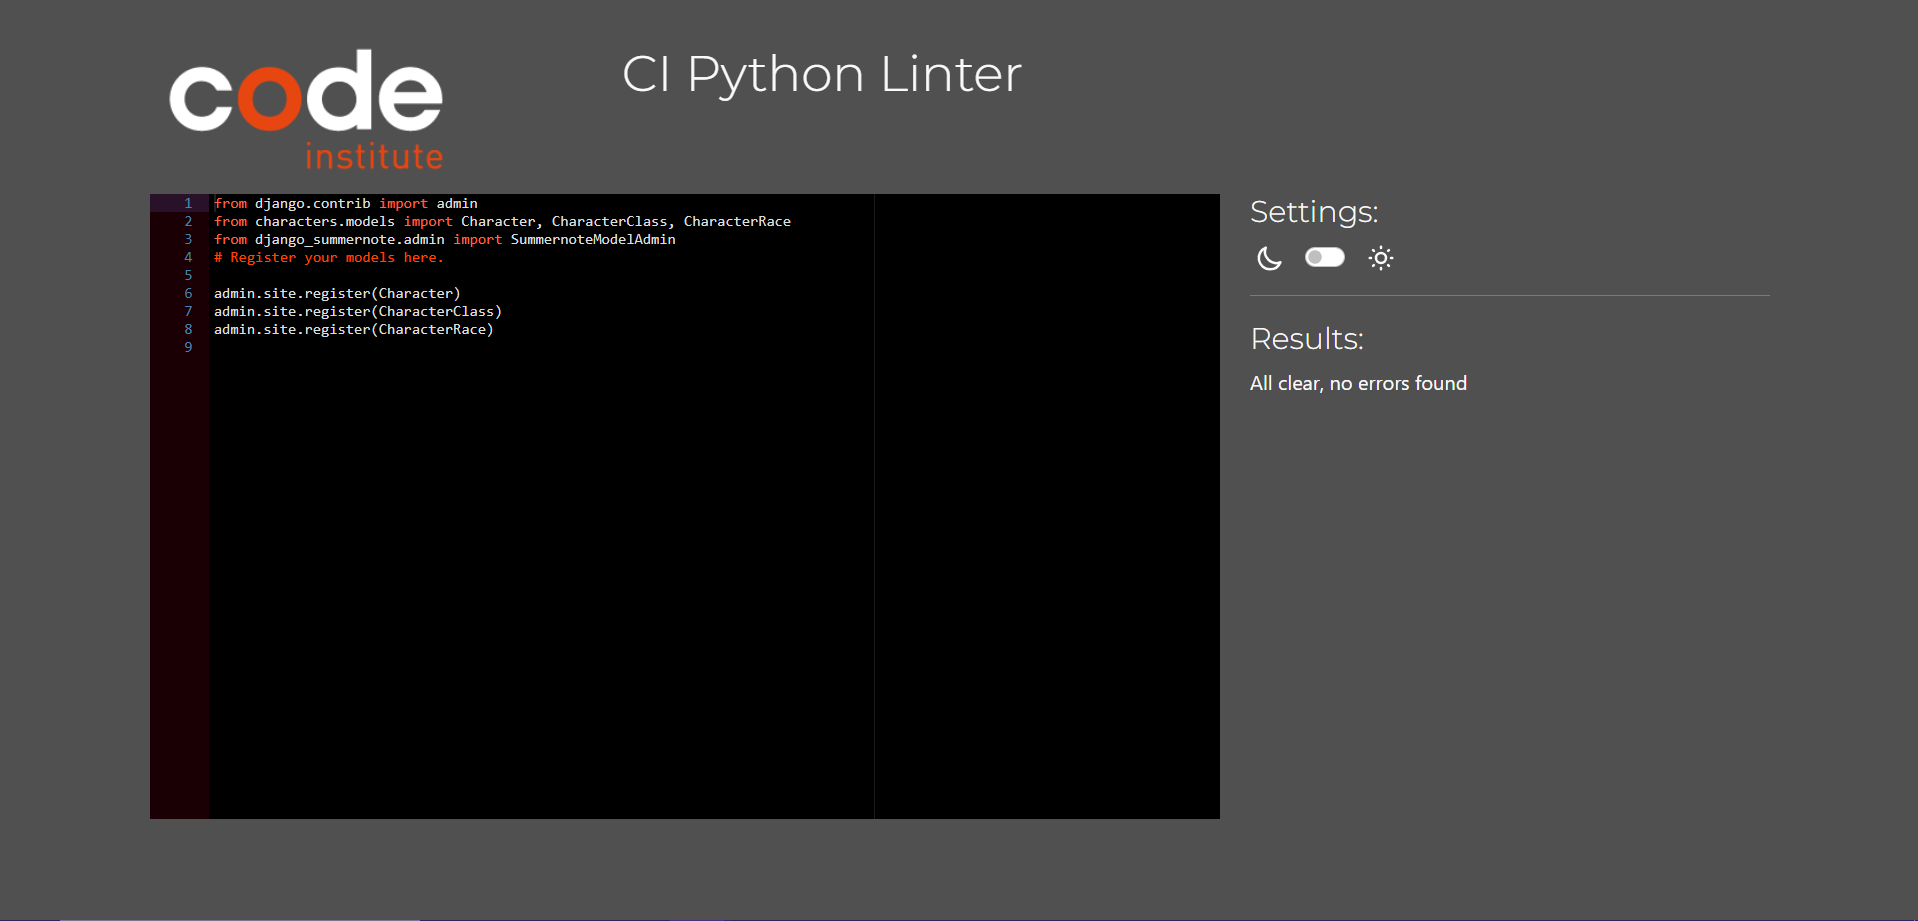 code
institute
CI Python Linter
1 from django.contrib import admin
2 from characters.models import Character, CharacterClass, CharacterRace
3 from django_summernote.admin import SummernoteModelAdmin
4 # Register your models here.
5
6 admin.site.register(Character)
7 admin.site.register(CharacterClass)
8 admin.site.register(CharacterRace)
9
Settings:
Results:
All clear, no errors found